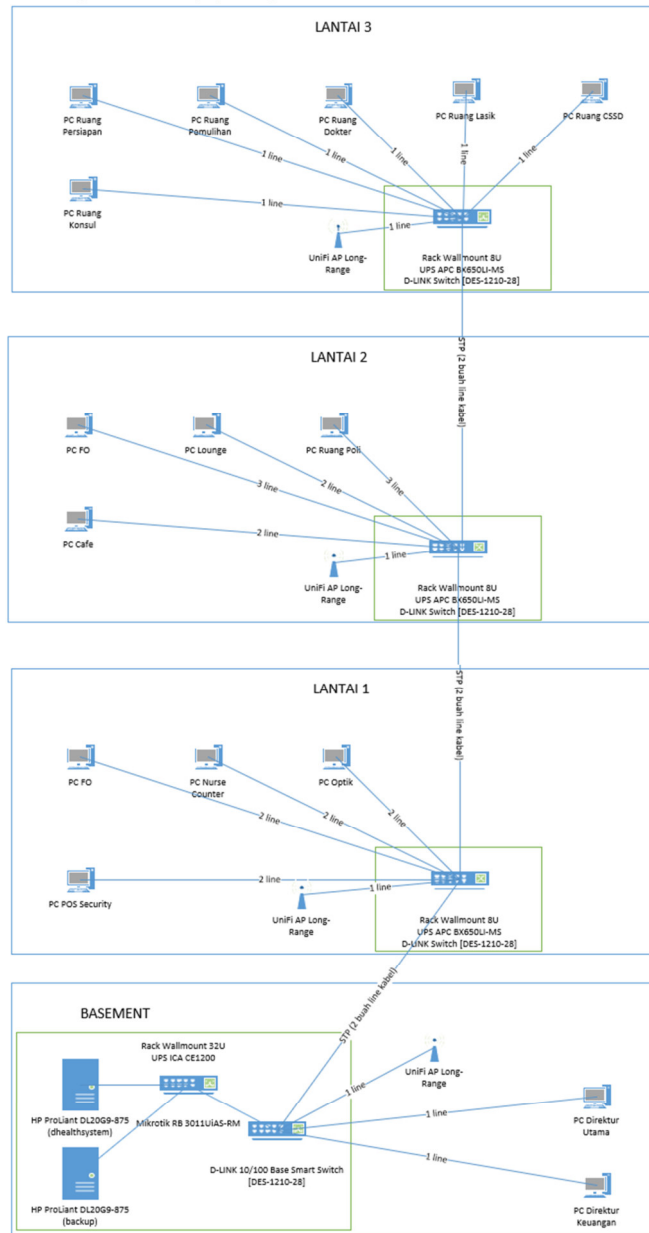 LANTAI 3
PC Ruang
Persiapan
PC Ruang
Pemulihan
PC Ruang
Dokter
PC Ruang Lasik
PC Ruang CSSD
1 line
1 line
1 line
1 line
1 line
PC Ruang
Konsul
1 line
1 line
UniFi AP Long-
Range
Rack Wallmount 8U
UPS APC BX650LI-MS
D-LINK Switch [DES-1210-28]
STP (2 buah line kabel)
LANTAI 2
PC FO
PC Lounge
PC Ruang Poli
3 line
2 line
3 line
PC Cafe
2 line
1 line
UniFi AP Long-
Range
Rack Wallmount 8U
UPS APC BX650LI-MS
D-LINK Switch [DES-1210-28]
STP (2 buah line kabel)
LANTAI 1
PC FO
PC Nurse
Counter
PC Optik
2 line
2 line
2 line
PC POS Security
2 line
1 line
UniFi AP Long-
Range
Rack Wallmount 8U
UPS APC BX650LI-MS
D-LINK Switch [DES-1210-28]
STP (2 buah line kabel)
BASEMENT
Rack Wallmount 32U
UPS ICA CE1200
HP ProLiant DL20G9-875
(dhealthsystem)
Mikrotik RB 3011UiAS-RM
D-LINK 10/100 Base Smart Switch
[DES-1210-28]
HP ProLiant DL20G9-875
(backup)
1 line
UniFi AP Long-
Range
1 line
PC Direktur
Utama
1 line
PC Direktur
Keuangan